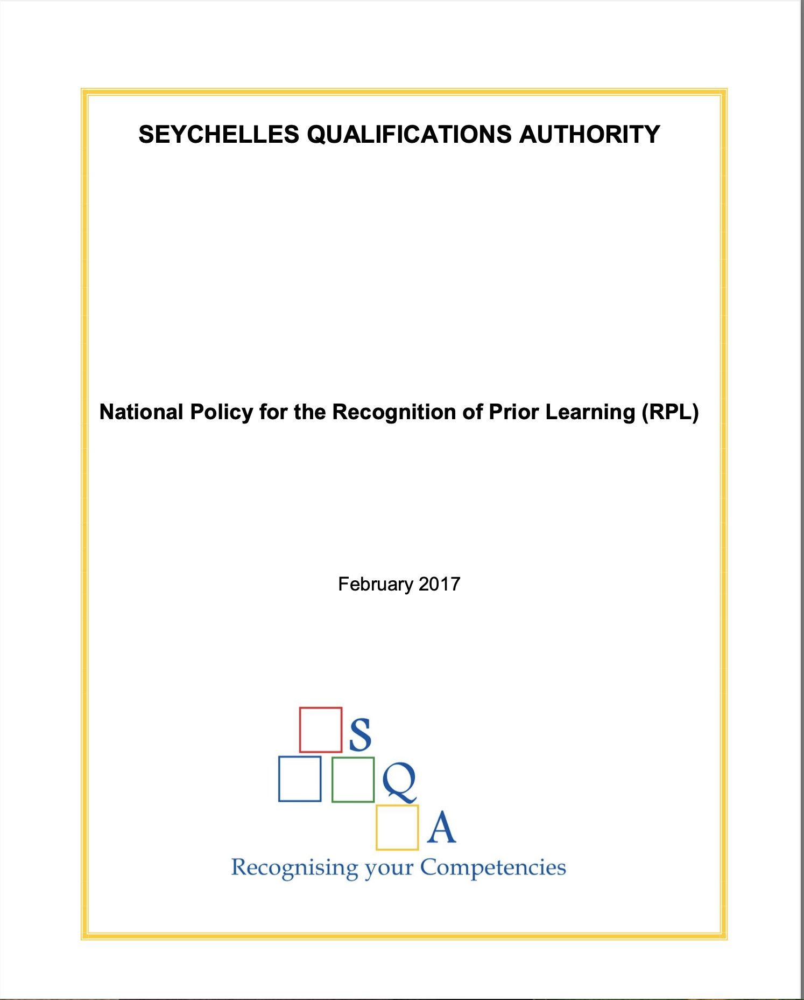 SEYCHELLES QUALIFICATIONS AUTHORITY
National Policy for the Recognition of Prior Learning (RPL)
February 2017
S
Q
A
Recognising your Competencies